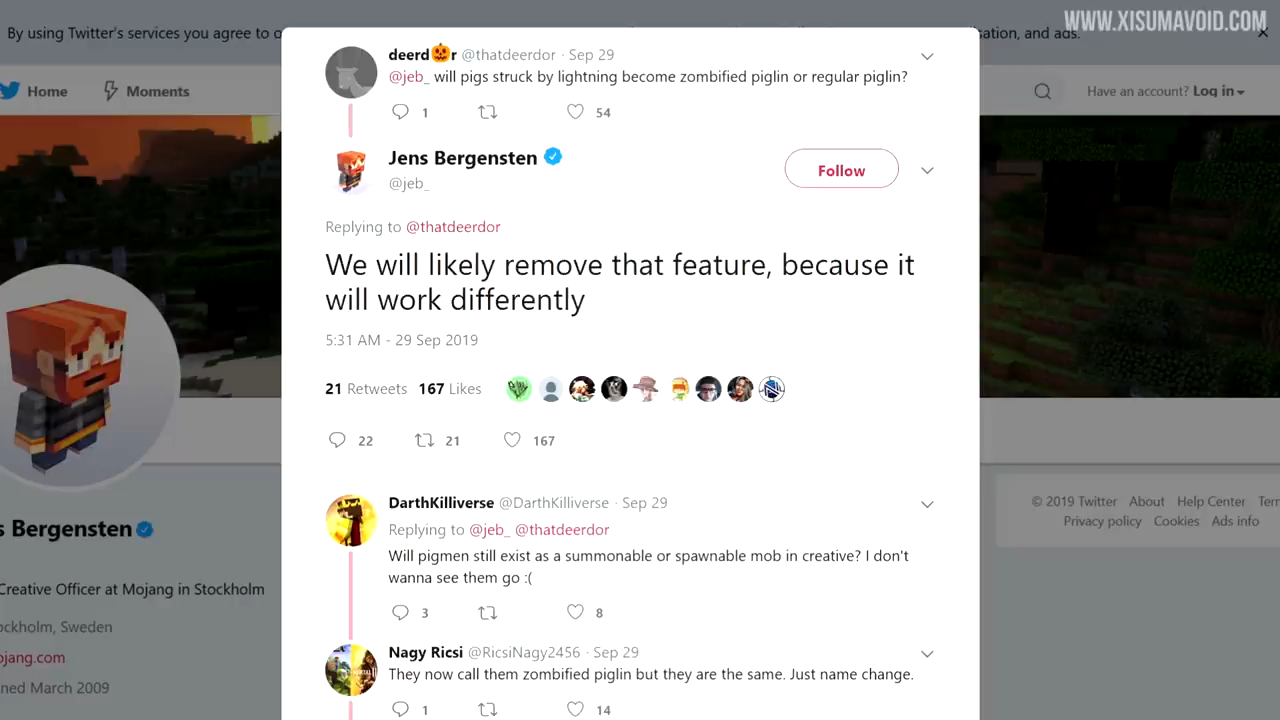 WWW.XISUMAVOID.COM
By using Twitter's services you agree to
ation, and ads.
Home
Moments
Have an account? Log in
deerd🎃r @thatdeerdor · Sep 29
@jeb_ will pigs struck by lightning become zombified piglin or regular piglin?
1 54
Jens Bergensten
@jeb_
Follow
Replying to @thatdeerdor
We will likely remove that feature, because it
will work differently
5:31 AM - 29 Sep 2019
21 Retweets 167 Likes
22 21 167
DarthKilliverse @DarthKilliverse · Sep 29
Replying to @jeb_ @thatdeerdor
Will pigmen still exist as a summonable or spawnable mob in creative? I don't
wanna see them go :(
3 8
Nagy Ricsi @RicsiNagy2456 · Sep 29
They now call them zombified piglin but they are the same. Just name change.
1 14
s Bergensten
Creative Officer at Mojang in Stockholm
ockholm, Sweden
ojang.com
ned March 2009
© 2019 Twitter About Help Center Ter
Privacy policy Cookies Ads info